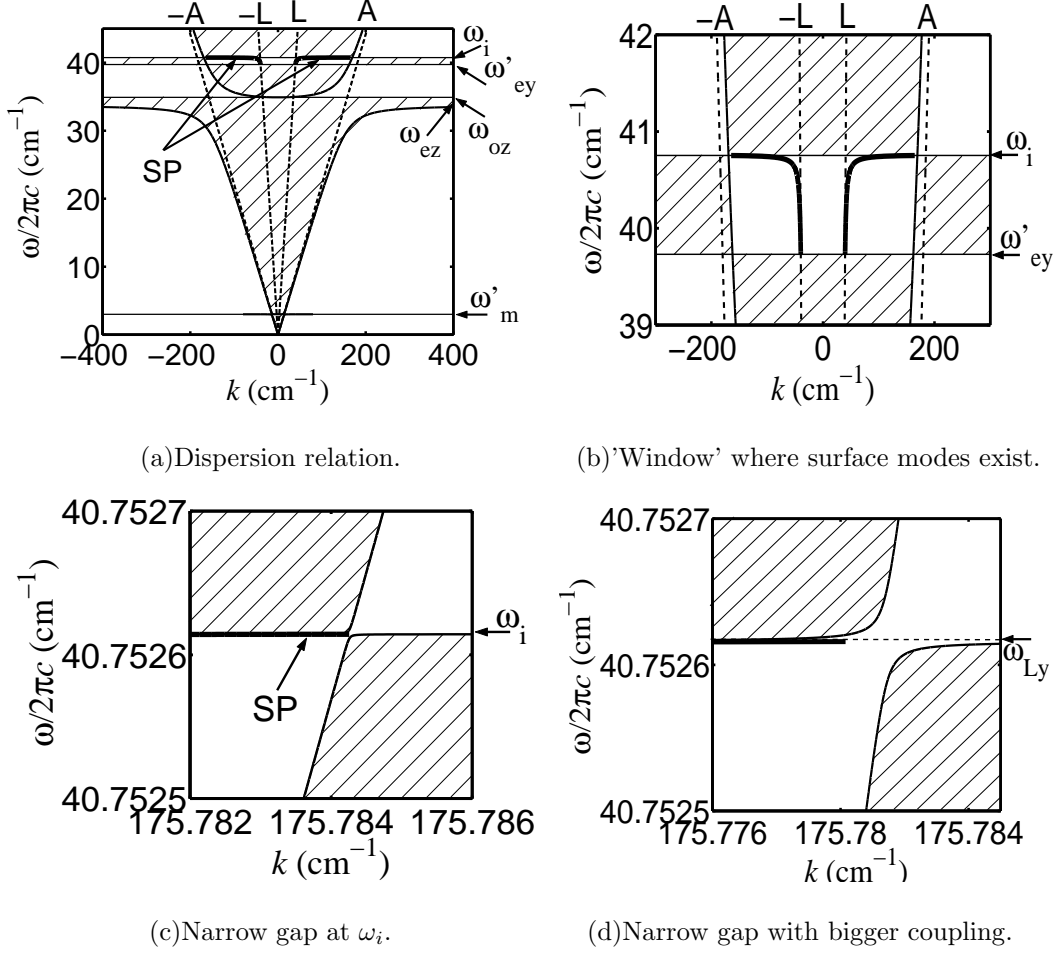 −A −L L A
40
30
20
10
0
ω/2πc (cm⁻¹)
SP
ω_i
ω'_ey
ω_oz
ω_ez
ω'_m
−400 −200 0 200 400
k (cm⁻¹)
(a)Dispersion relation.
−A −L L A
42
41
40
39
ω/2πc (cm⁻¹)
ω_i
ω'_ey
−200 0 200
k (cm⁻¹)
(b)'Window' where surface modes exist.
40.7527
40.7526
40.7525
ω/2πc (cm⁻¹)
SP
ω_i
175.782 175.784 175.786
k (cm⁻¹)
(c)Narrow gap at ω_i.
40.7527
40.7526
40.7525
ω/2πc (cm⁻¹)
ω_Ly
175.776 175.78 175.784
k (cm⁻¹)
(d)Narrow gap with bigger coupling.